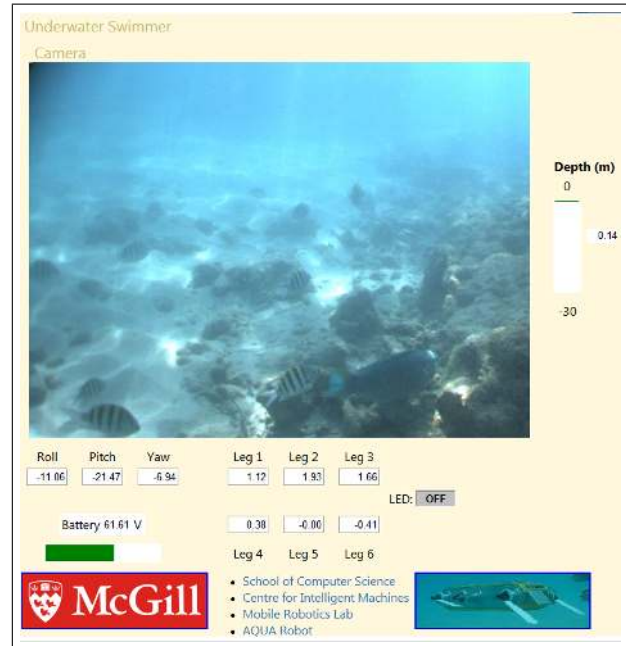 Underwater Swimmer
Camera
Depth (m)
0
0.14
-30
Roll Pitch Yaw Leg 1 Leg 2 Leg 3
-11.06 -21.47 -6.94 1.12 1.93 1.66
LED: OFF
Battery 61.61 V 0.38 -0.00 -0.41
Leg 4 Leg 5 Leg 6
McGill
• School of Computer Science
• Centre for Intelligent Machines
• Mobile Robotics Lab
• AQUA Robot